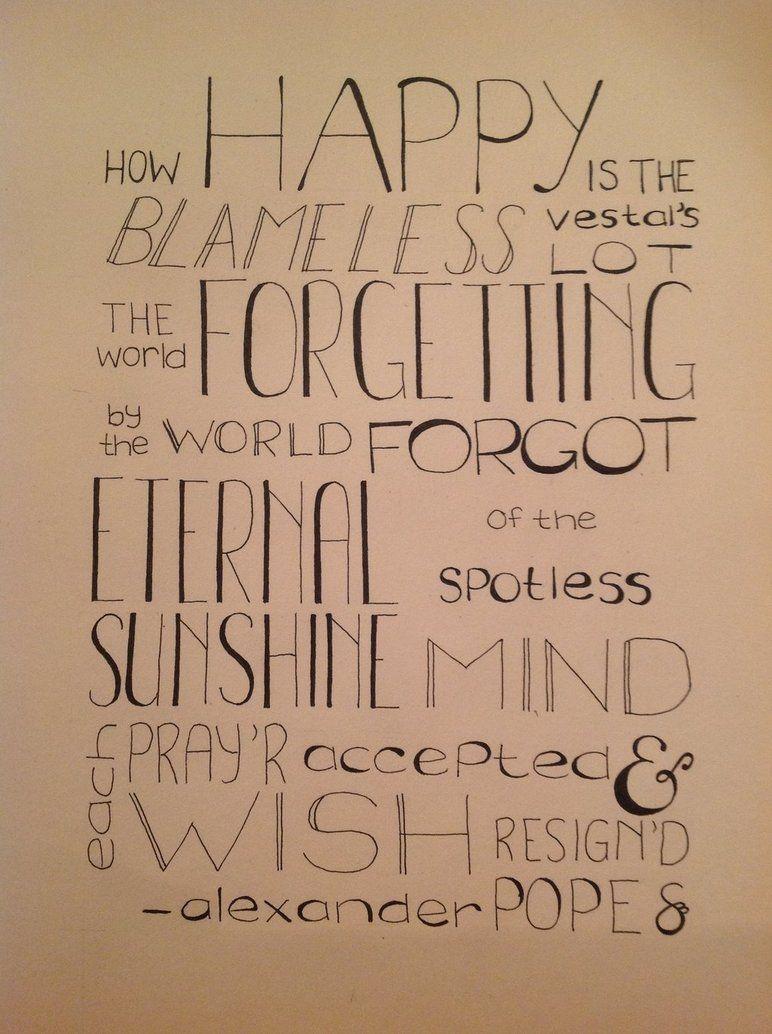 HOW HAPPY IS THE
BLAMELESS vestal's LOT
THE world FORGETTING
by the WORLD FORGOT
ETERNAL
SUNSHINE
of the
spotless
MIND
each PRAY'R accepted &
WISH RESIGN'D
- alexander POPE &